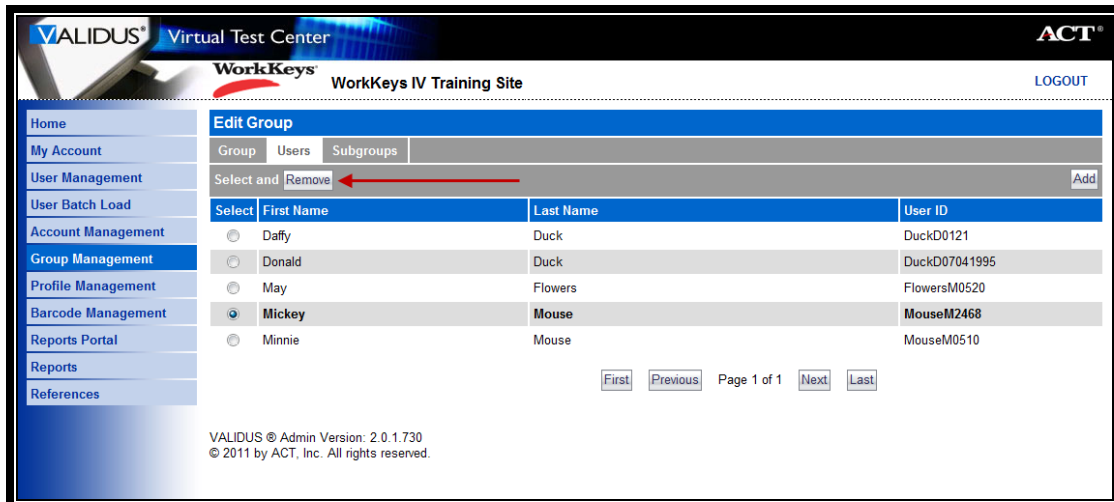 VALIDUS® Virtual Test Center ACT®
WorkKeys® WorkKeys IV Training Site LOGOUT
Home
My Account
User Management
User Batch Load
Account Management
Group Management
Profile Management
Barcode Management
Reports Portal
Reports
References
Edit Group
Group Users Subgroups
Select and Remove Add
Select First Name Last Name User ID
Daffy Duck DuckD0121
Donald Duck DuckD07041995
May Flowers FlowersM0520
Mickey Mouse MouseM2468
Minnie Mouse MouseM0510
First Previous Page 1 of 1 Next Last
VALIDUS ® Admin Version: 2.0.1.730
© 2011 by ACT, Inc. All rights reserved.